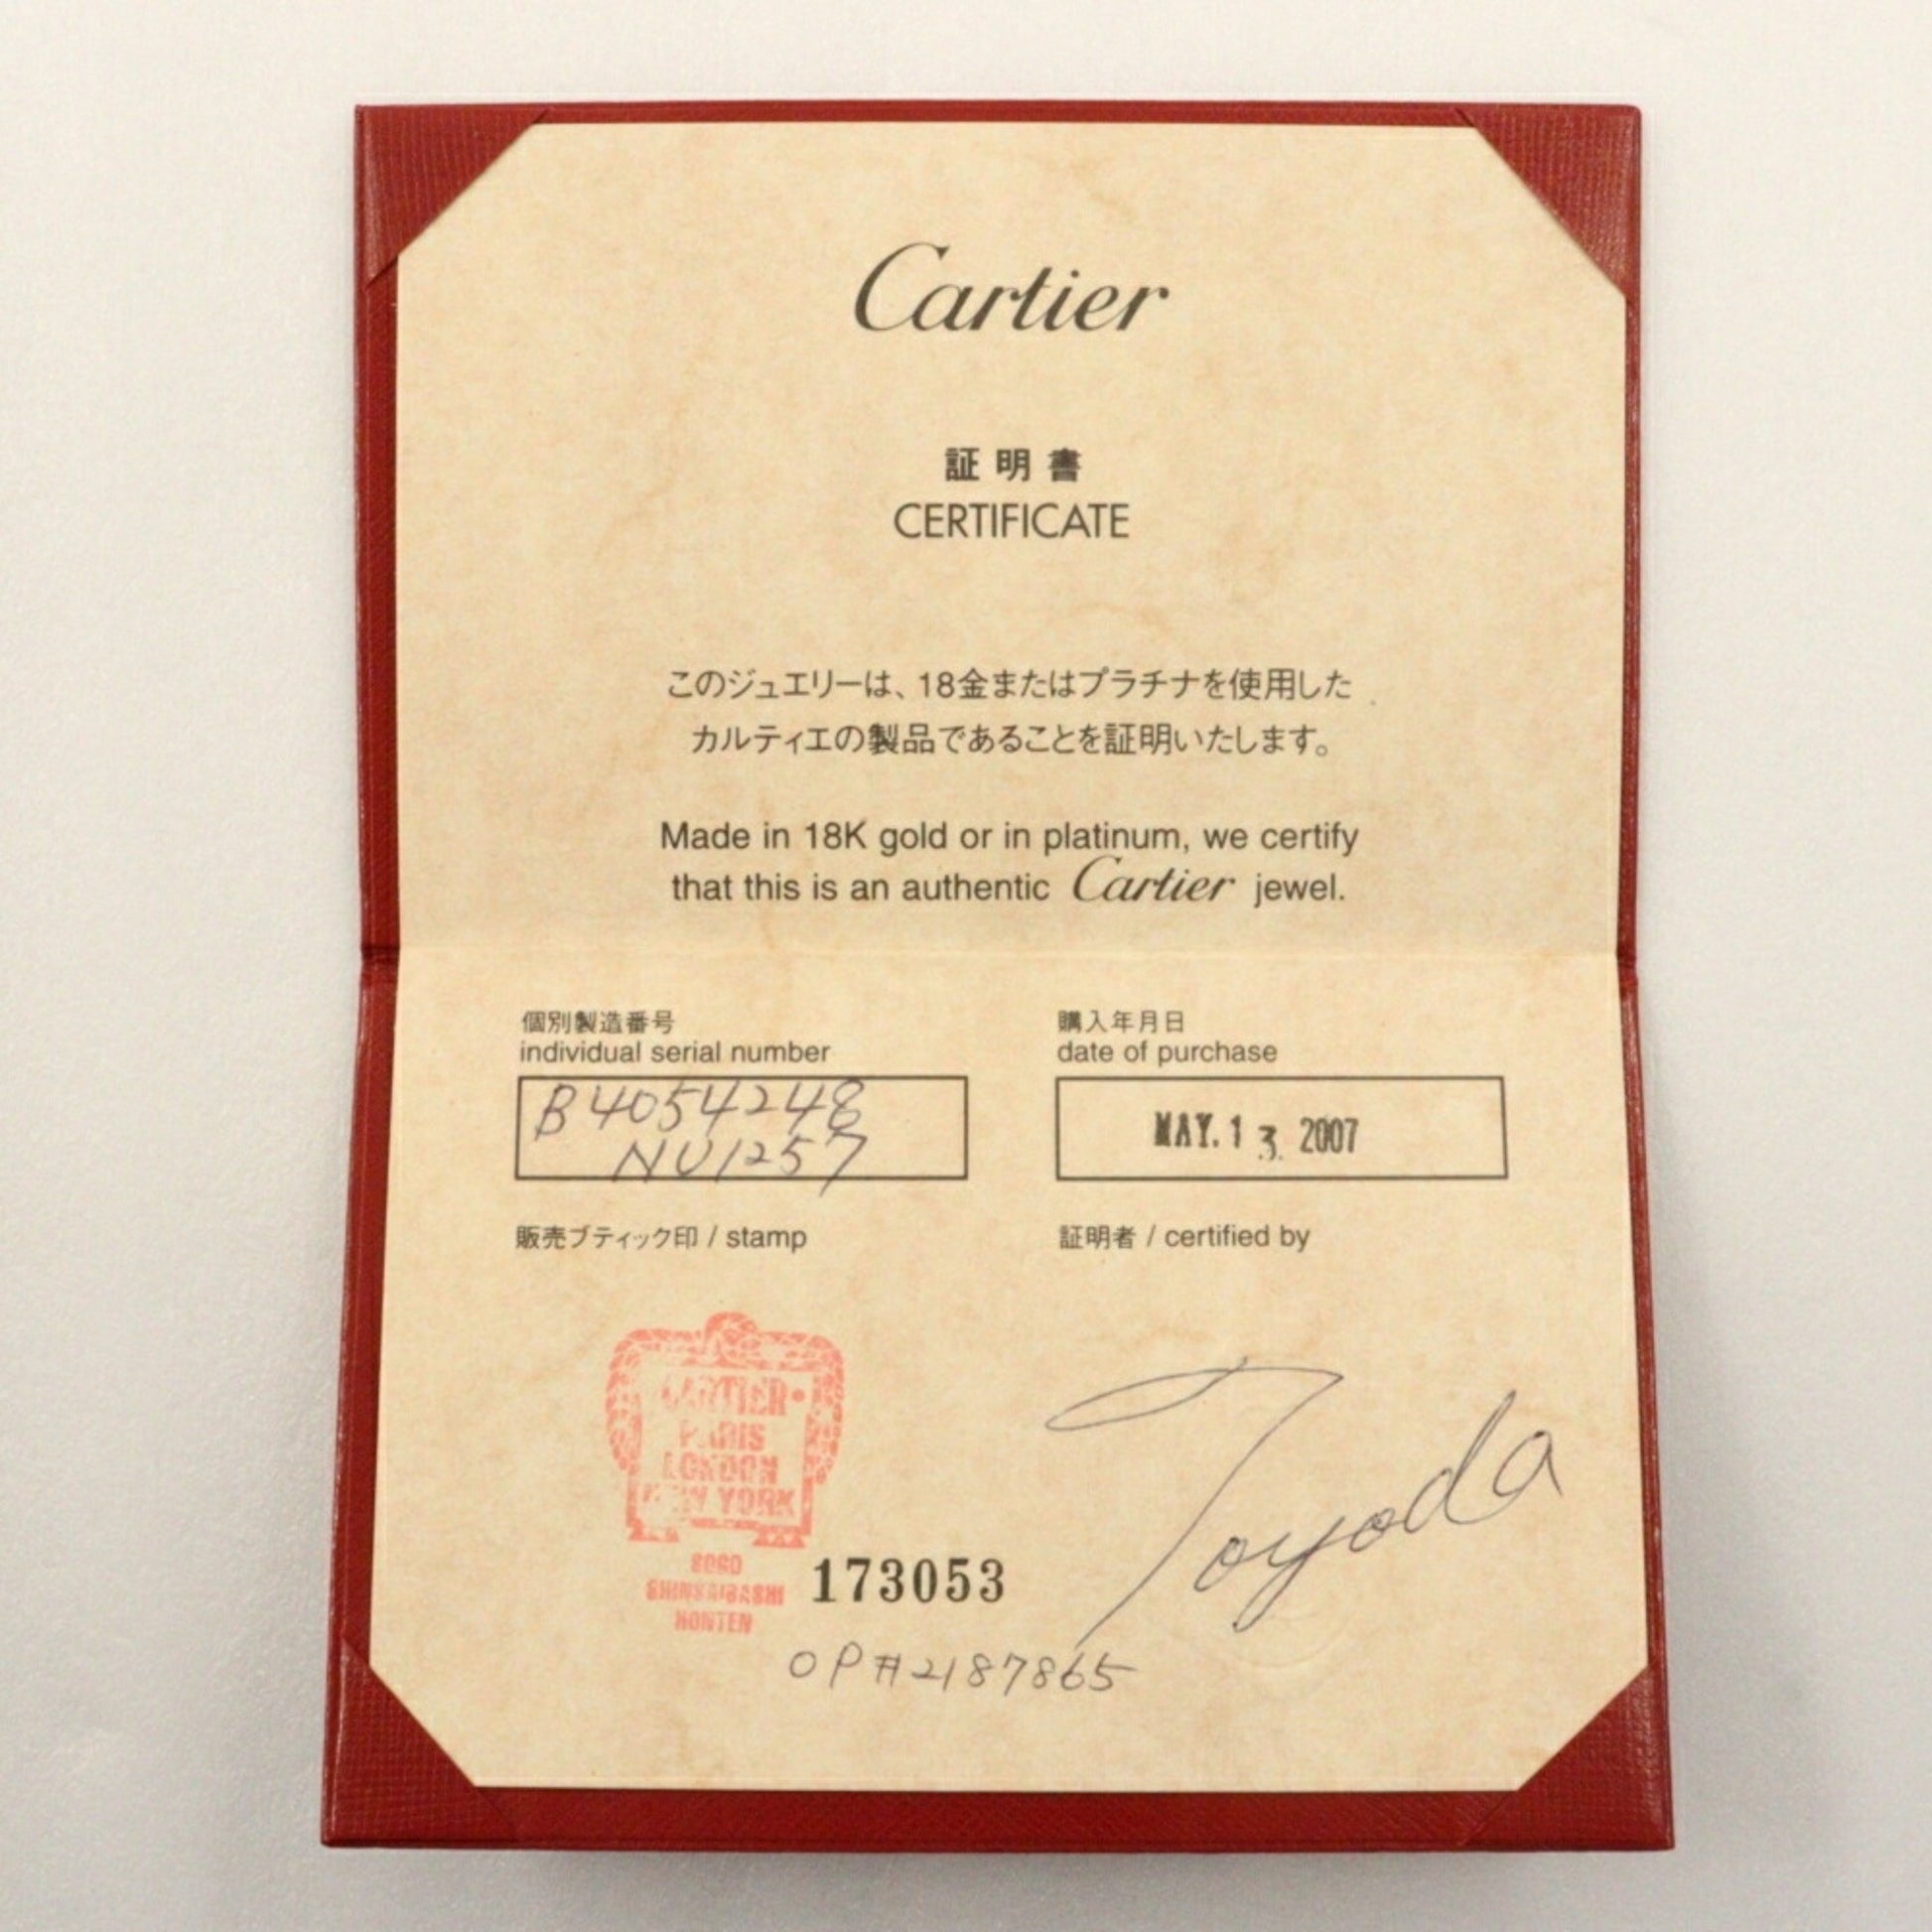 Cartier
証明書
CERTIFICATE
このジュエリーは、18金またはプラチナを使用した
カルティエの製品であることを証明いたします。
Made in 18K gold or in platinum, we certify
that this is an authentic Cartier jewel.
個別製造番号
individual serial number
B4054248
NU1257
購入年月日
date of purchase
MAY. 13. 2007
販売ブティック印 / stamp
証明者 / certified by
CARTIER
PARIS
LONDON
NEW YORK
SOGO
SHINSAIBASHI
HONTEN
173053
Toyoda
OP#2187865